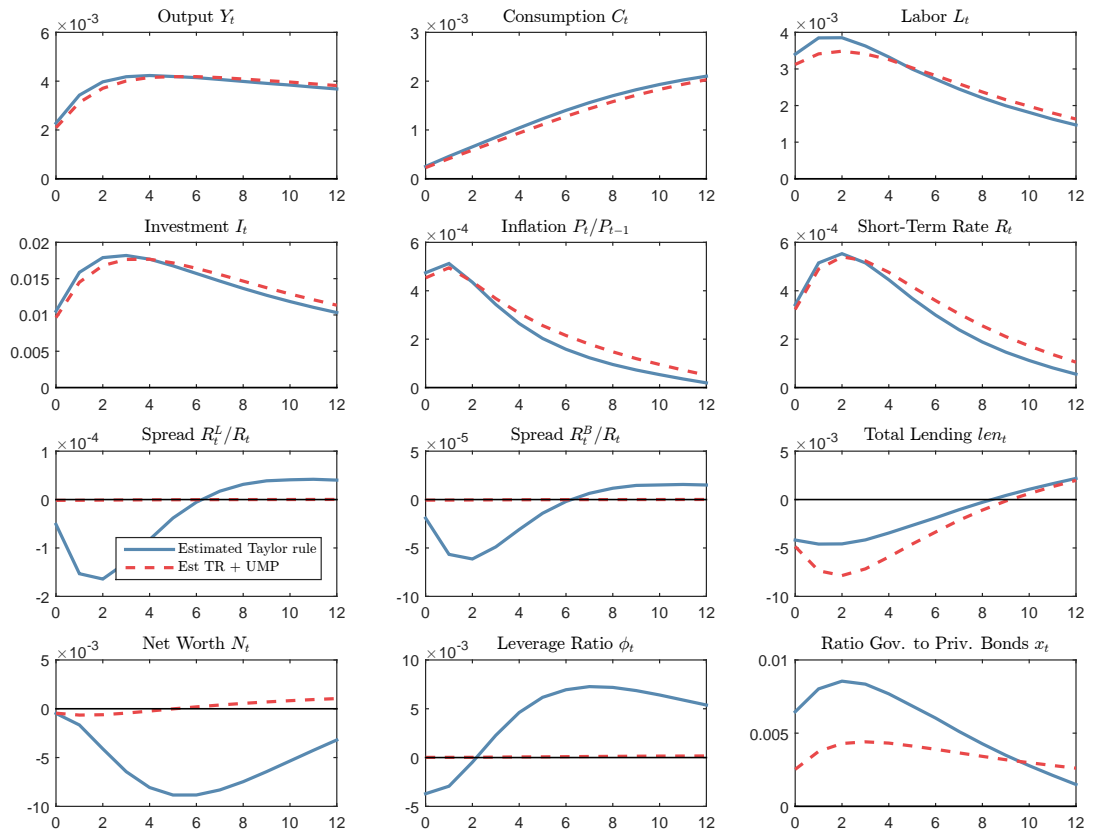 Output Y_t
×10^-3
6
4
2
0
0 2 4 6 8 10 12
Consumption C_t
×10^-3
3
2
1
0
0 2 4 6 8 10 12
Labor L_t
×10^-3
4
3
2
1
0
0 2 4 6 8 10 12
Investment I_t
0.02
0.015
0.01
0.005
0
0 2 4 6 8 10 12
Inflation P_t/P_{t−1}
×10^-4
6
4
2
0
0 2 4 6 8 10 12
Short-Term Rate R_t
×10^-4
6
4
2
0
0 2 4 6 8 10 12
Spread R_t^L/R_t
×10^-4
1
0
-1
-2
Estimated Taylor rule
Est TR + UMP
0 2 4 6 8 10 12
Spread R_t^B/R_t
×10^-5
5
0
-5
-10
0 2 4 6 8 10 12
Total Lending len_t
×10^-3
5
0
-5
-10
0 2 4 6 8 10 12
Net Worth N_t
×10^-3
5
0
-5
-10
0 2 4 6 8 10 12
Leverage Ratio ϕ_t
×10^-3
10
5
0
-5
0 2 4 6 8 10 12
Ratio Gov. to Priv. Bonds x_t
0.01
0.005
0
0 2 4 6 8 10 12